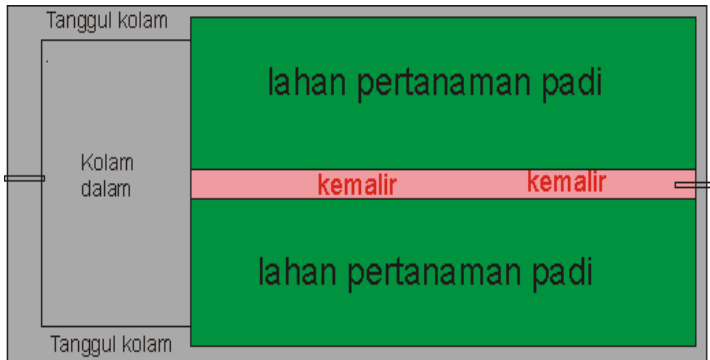 Tanggul kolam
lahan pertanaman padi
Kolam
dalam
kemalir
kemalir
lahan pertanaman padi
Tanggul kolam